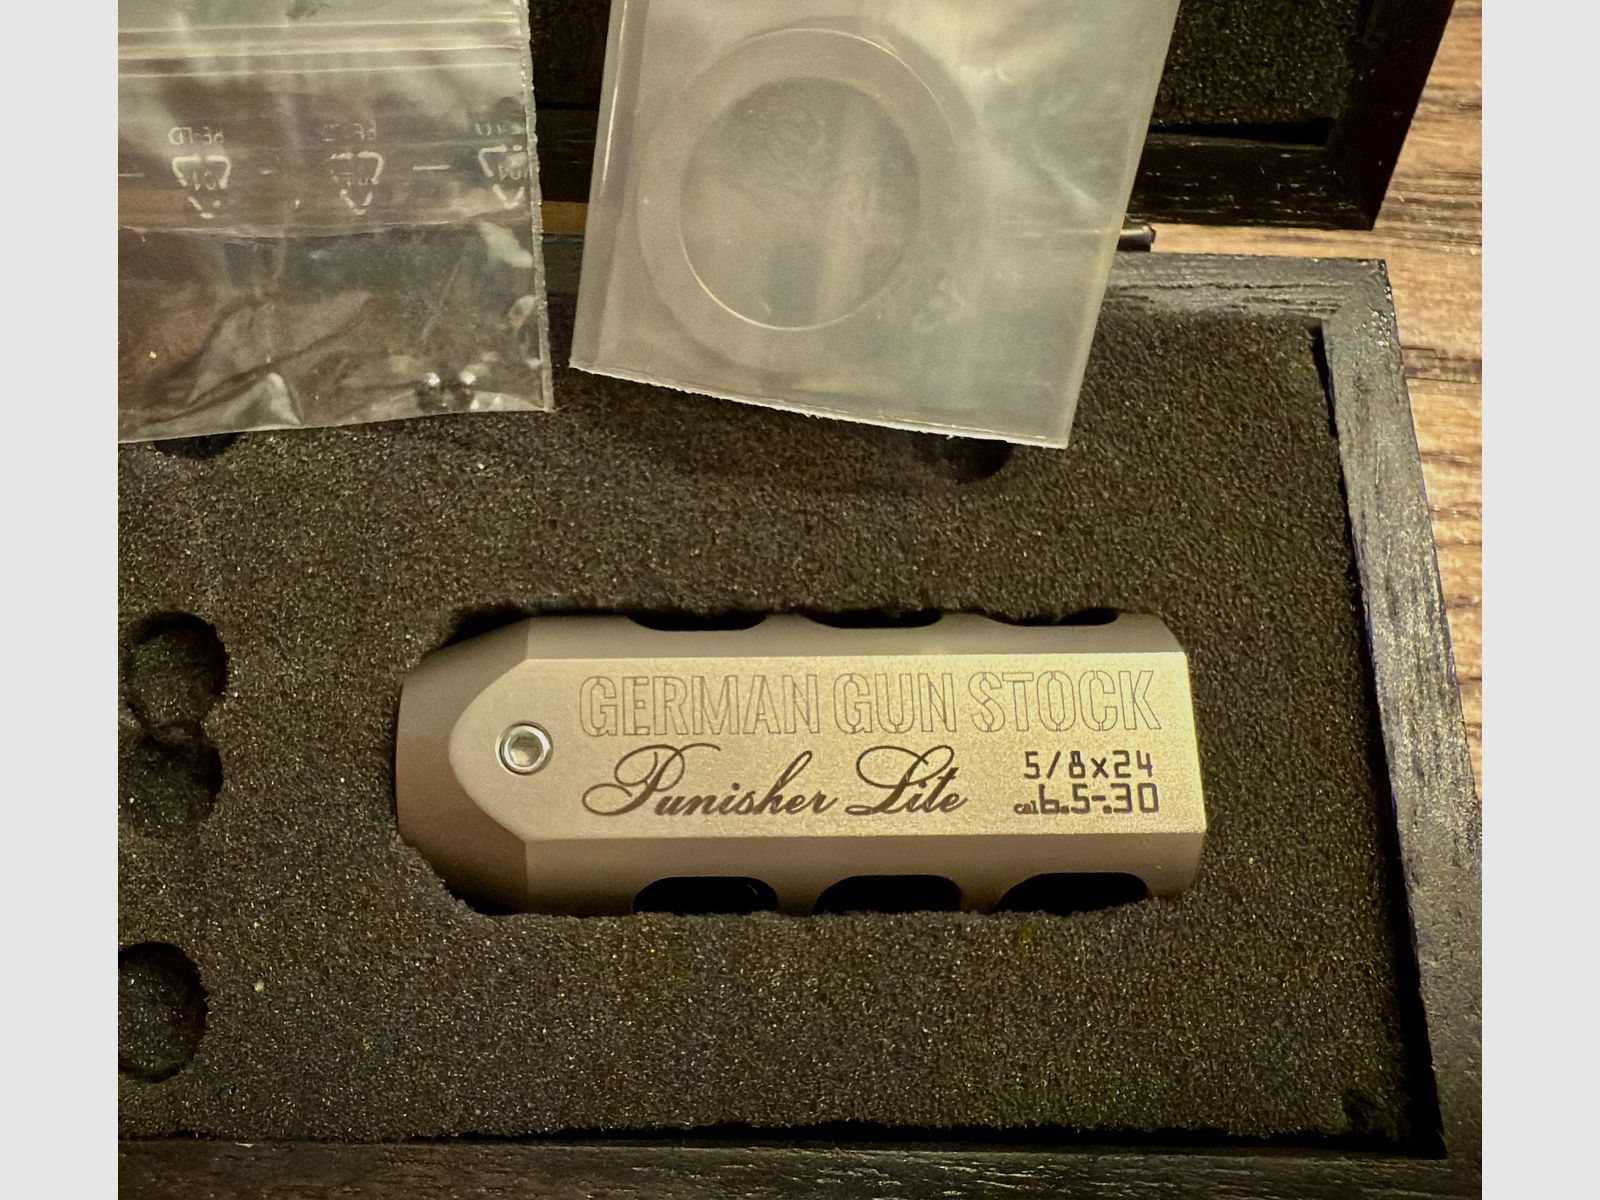 GERMAN GUN STOCK
Punisher Lite
5/8x24
cal 6.5-.30